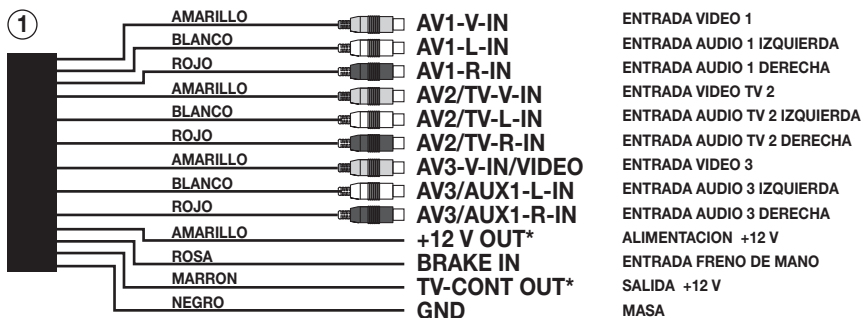 1
AMARILLO AV1-V-IN ENTRADA VIDEO 1
BLANCO AV1-L-IN ENTRADA AUDIO 1 IZQUIERDA
ROJO AV1-R-IN ENTRADA AUDIO 1 DERECHA
AMARILLO AV2/TV-V-IN ENTRADA VIDEO TV 2
BLANCO AV2/TV-L-IN ENTRADA AUDIO TV 2 IZQUIERDA
ROJO AV2/TV-R-IN ENTRADA AUDIO TV 2 DERECHA
AMARILLO AV3-V-IN/VIDEO ENTRADA VIDEO 3
BLANCO AV3/AUX1-L-IN ENTRADA AUDIO 3 IZQUIERDA
ROJO AV3/AUX1-R-IN ENTRADA AUDIO 3 DERECHA
AMARILLO +12 V OUT* ALIMENTACION +12 V
ROSA BRAKE IN ENTRADA FRENO DE MANO
MARRON TV-CONT OUT* SALIDA +12 V
NEGRO GND MASA